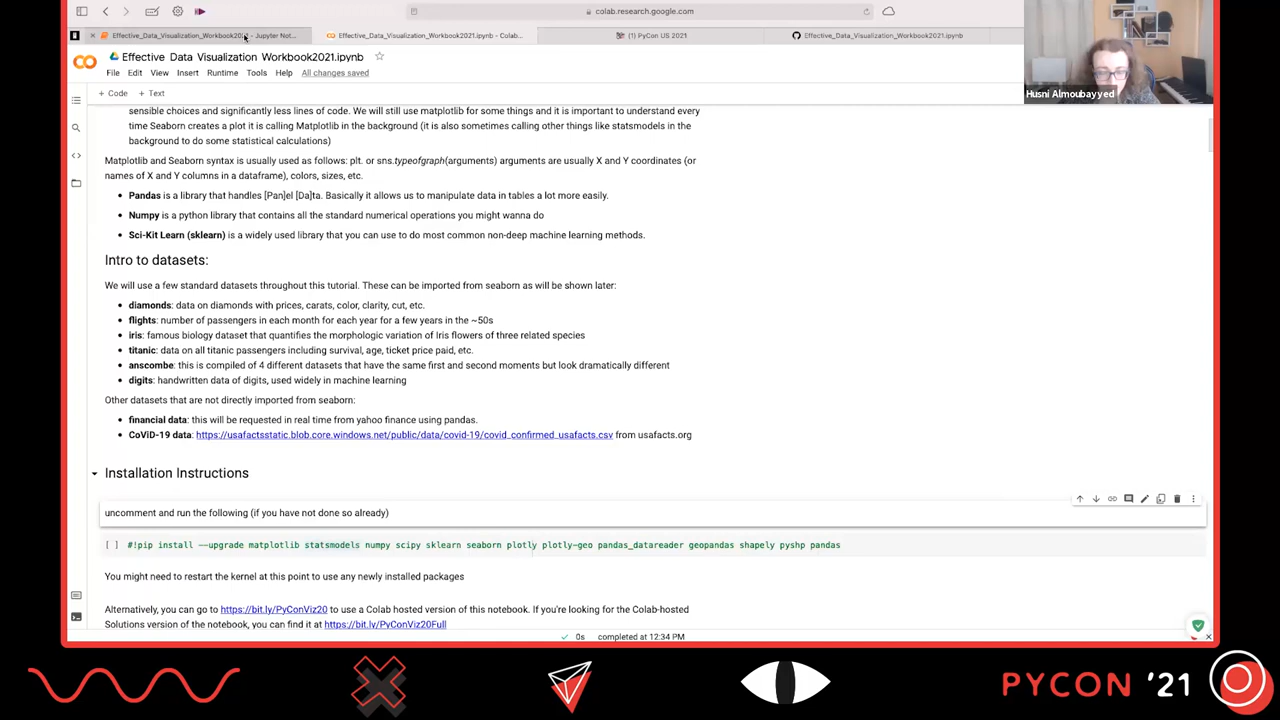 colab.research.google.com
Effective_Data_Visualization_Workbook202 - Jupyter Not...
Effective_Data_Visualization_Workbook2021.ipynb - Colab...
(1) PyCon US 2021
Effective_Data_Visualization_Workbook2021.ipynb
Effective_Data_Visualization_Workbook2021.ipynb
File Edit View Insert Runtime Tools Help All changes saved
+ Code + Text
Husni Almoubayyed
sensible choices and significantly less lines of code. We will still use matplotlib for some things and it is important to understand every
time Seaborn creates a plot it is calling Matplotlib in the background (it is also sometimes calling other things like statsmodels in the
background to do some statistical calculations)
Matplotlib and Seaborn syntax is usually used as follows: plt. or sns.typeofgraph(arguments) arguments are usually X and Y coordinates (or
names of X and Y columns in a dataframe), colors, sizes, etc.
• Pandas is a library that handles [Pan]el [Da]ta. Basically it allows us to manipulate data in tables a lot more easily.
• Numpy is a python library that contains all the standard numerical operations you might wanna do
• Sci-Kit Learn (sklearn) is a widely used library that you can use to do most common non-deep machine learning methods.
Intro to datasets:
We will use a few standard datasets throughout this tutorial. These can be imported from seaborn as will be shown later:
• diamonds: data on diamonds with prices, carats, color, clarity, cut, etc.
• flights: number of passengers in each month for each year for a few years in the ~50s
• iris: famous biology dataset that quantifies the morphologic variation of Iris flowers of three related species
• titanic: data on all titanic passengers including survival, age, ticket price paid, etc.
• anscombe: this is compiled of 4 different datasets that have the same first and second moments but look dramatically different
• digits: handwritten data of digits, used widely in machine learning
Other datasets that are not directly imported from seaborn:
• financial data: this will be requested in real time from yahoo finance using pandas.
• CoViD-19 data: https://usafactsstatic.blob.core.windows.net/public/data/covid-19/covid_confirmed_usafacts.csv from usafacts.org
Installation Instructions
uncomment and run the following (if you have not done so already)
[ ] #!pip install --upgrade matplotlib statsmodels numpy scipy sklearn seaborn plotly plotly-geo pandas_datareader geopandas shapely pyshp pandas
You might need to restart the kernel at this point to use any newly installed packages
Alternatively, you can go to https://bit.ly/PyConViz20 to use a Colab hosted version of this notebook. If you're looking for the Colab-hosted
Solutions version of the notebook, you can find it at https://bit.ly/PyConViz20Full
0s completed at 12:34 PM
PYCON '21